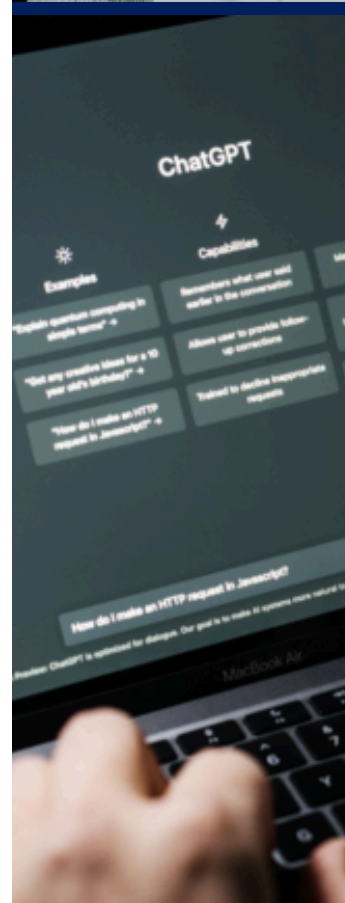 ChatGPT
Examples
Capabilities
"Explain quantum computing in
simple terms" →
Remembers what user said
earlier in the conversation
"Got any creative ideas for a 10
year old's birthday?" →
Allows user to provide follow-
up corrections
"How do I make an HTTP
request in Javascript?" →
Trained to decline inappropriate
requests
How do I make an HTTP request in Javascript?
Preview: ChatGPT is optimized for dialogue. Our goal is to make AI systems more natural to
MacBook Air
6
7
Y
G